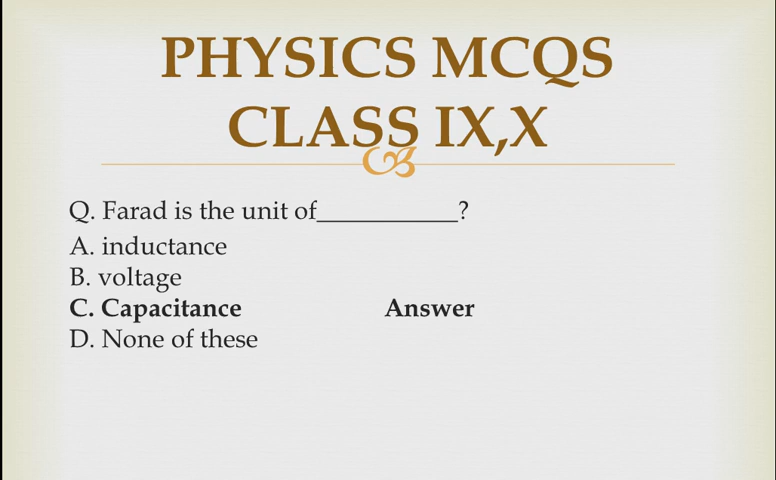 PHYSICS MCQS
CLASS IX,X
Q. Farad is the unit of___________?
A. inductance
B. voltage
C. Capacitance Answer
D. None of these